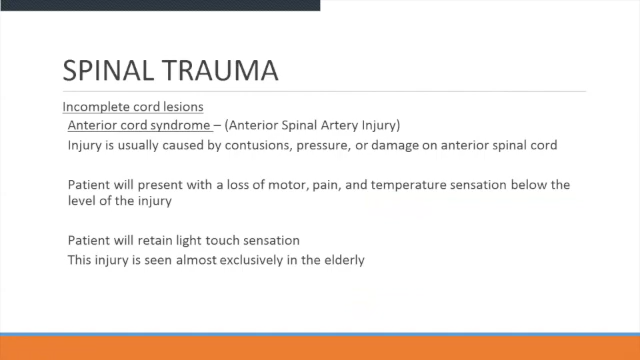 SPINAL TRAUMA
Incomplete cord lesions
Anterior cord syndrome – (Anterior Spinal Artery Injury)
Injury is usually caused by contusions, pressure, or damage on anterior spinal cord
Patient will present with a loss of motor, pain, and temperature sensation below the
level of the injury
Patient will retain light touch sensation
This injury is seen almost exclusively in the elderly